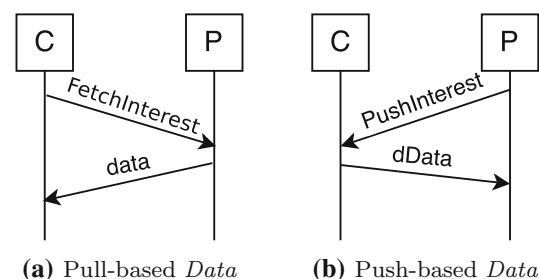 C P C P
FetchInterest PushInterest
data dData
(a) Pull-based Data (b) Push-based Data